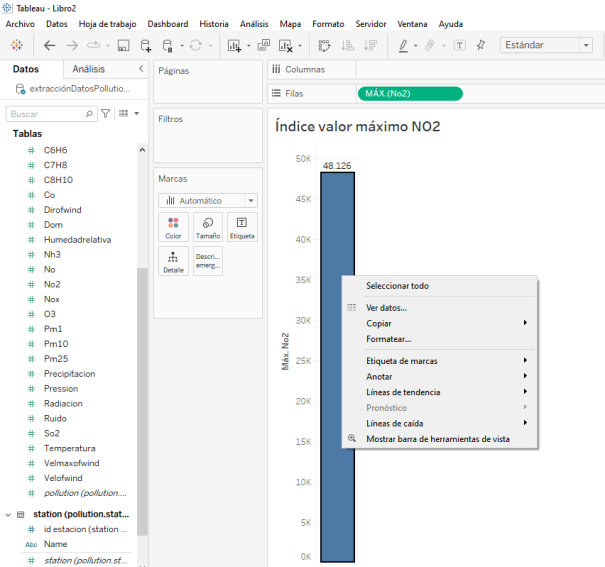 Tableau - Libro2
Archivo Datos Hoja de trabajo Dashboard Historia Análisis Mapa Formato Servidor Ventana Ayuda
Estándar
Datos Análisis
extracciónDatosPollutio...
Buscar
Tablas
C6H6
C7H8
C8H10
Co
Dirofwind
Dom
Humedadrelativa
Nh3
No
No2
Nox
O3
Pm1
Pm10
Pm25
Precipitacion
Pression
Radiacion
Ruido
So2
Temperatura
Velmaxofwind
Velofwind
pollution (pollution....
station (pollution.stat...
id estacion (station ...
Abc Name
station (pollution.st...
Páginas
Filtros
Marcas
Automático
Color Tamaño Etiqueta
Detalle Descri... emerg...
Columnas
Filas MÁX.(No2)
Índice valor máximo NO2
48.126
50K
45K
40K
35K
30K
25K
20K
15K
10K
5K
0K
Máx. No2
Seleccionar todo
Ver datos...
Copiar
Formatear...
Etiqueta de marcas
Anotar
Líneas de tendencia
Pronóstico
Líneas de caída
Mostrar barra de herramientas de vista